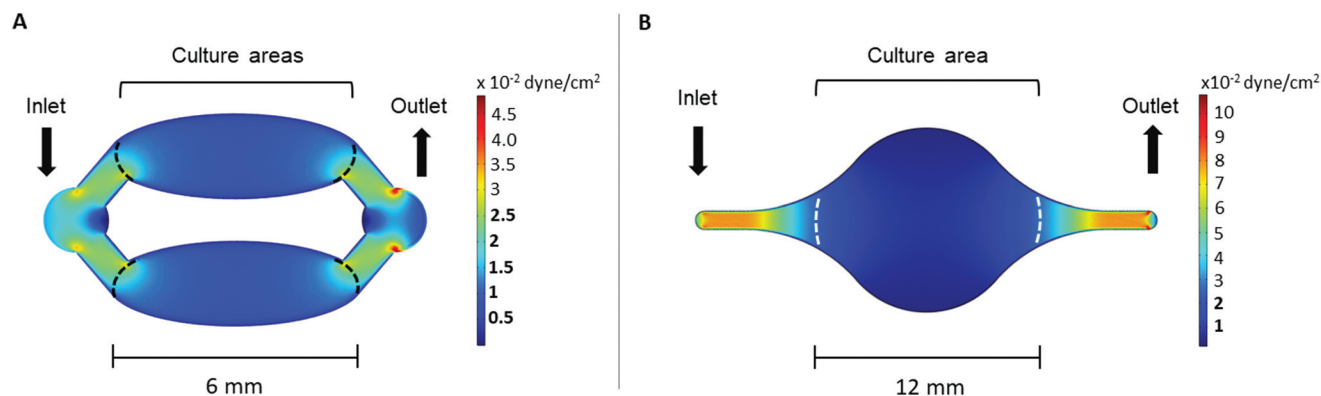 A
Culture areas
x 10-2 dyne/cm2
Inlet
Outlet
4.5
4.0
3.5
3
2.5
2
1.5
1
0.5
6 mm
B
Culture area
x10-2 dyne/cm2
Inlet
Outlet
10
9
8
7
6
5
4
3
2
1
12 mm